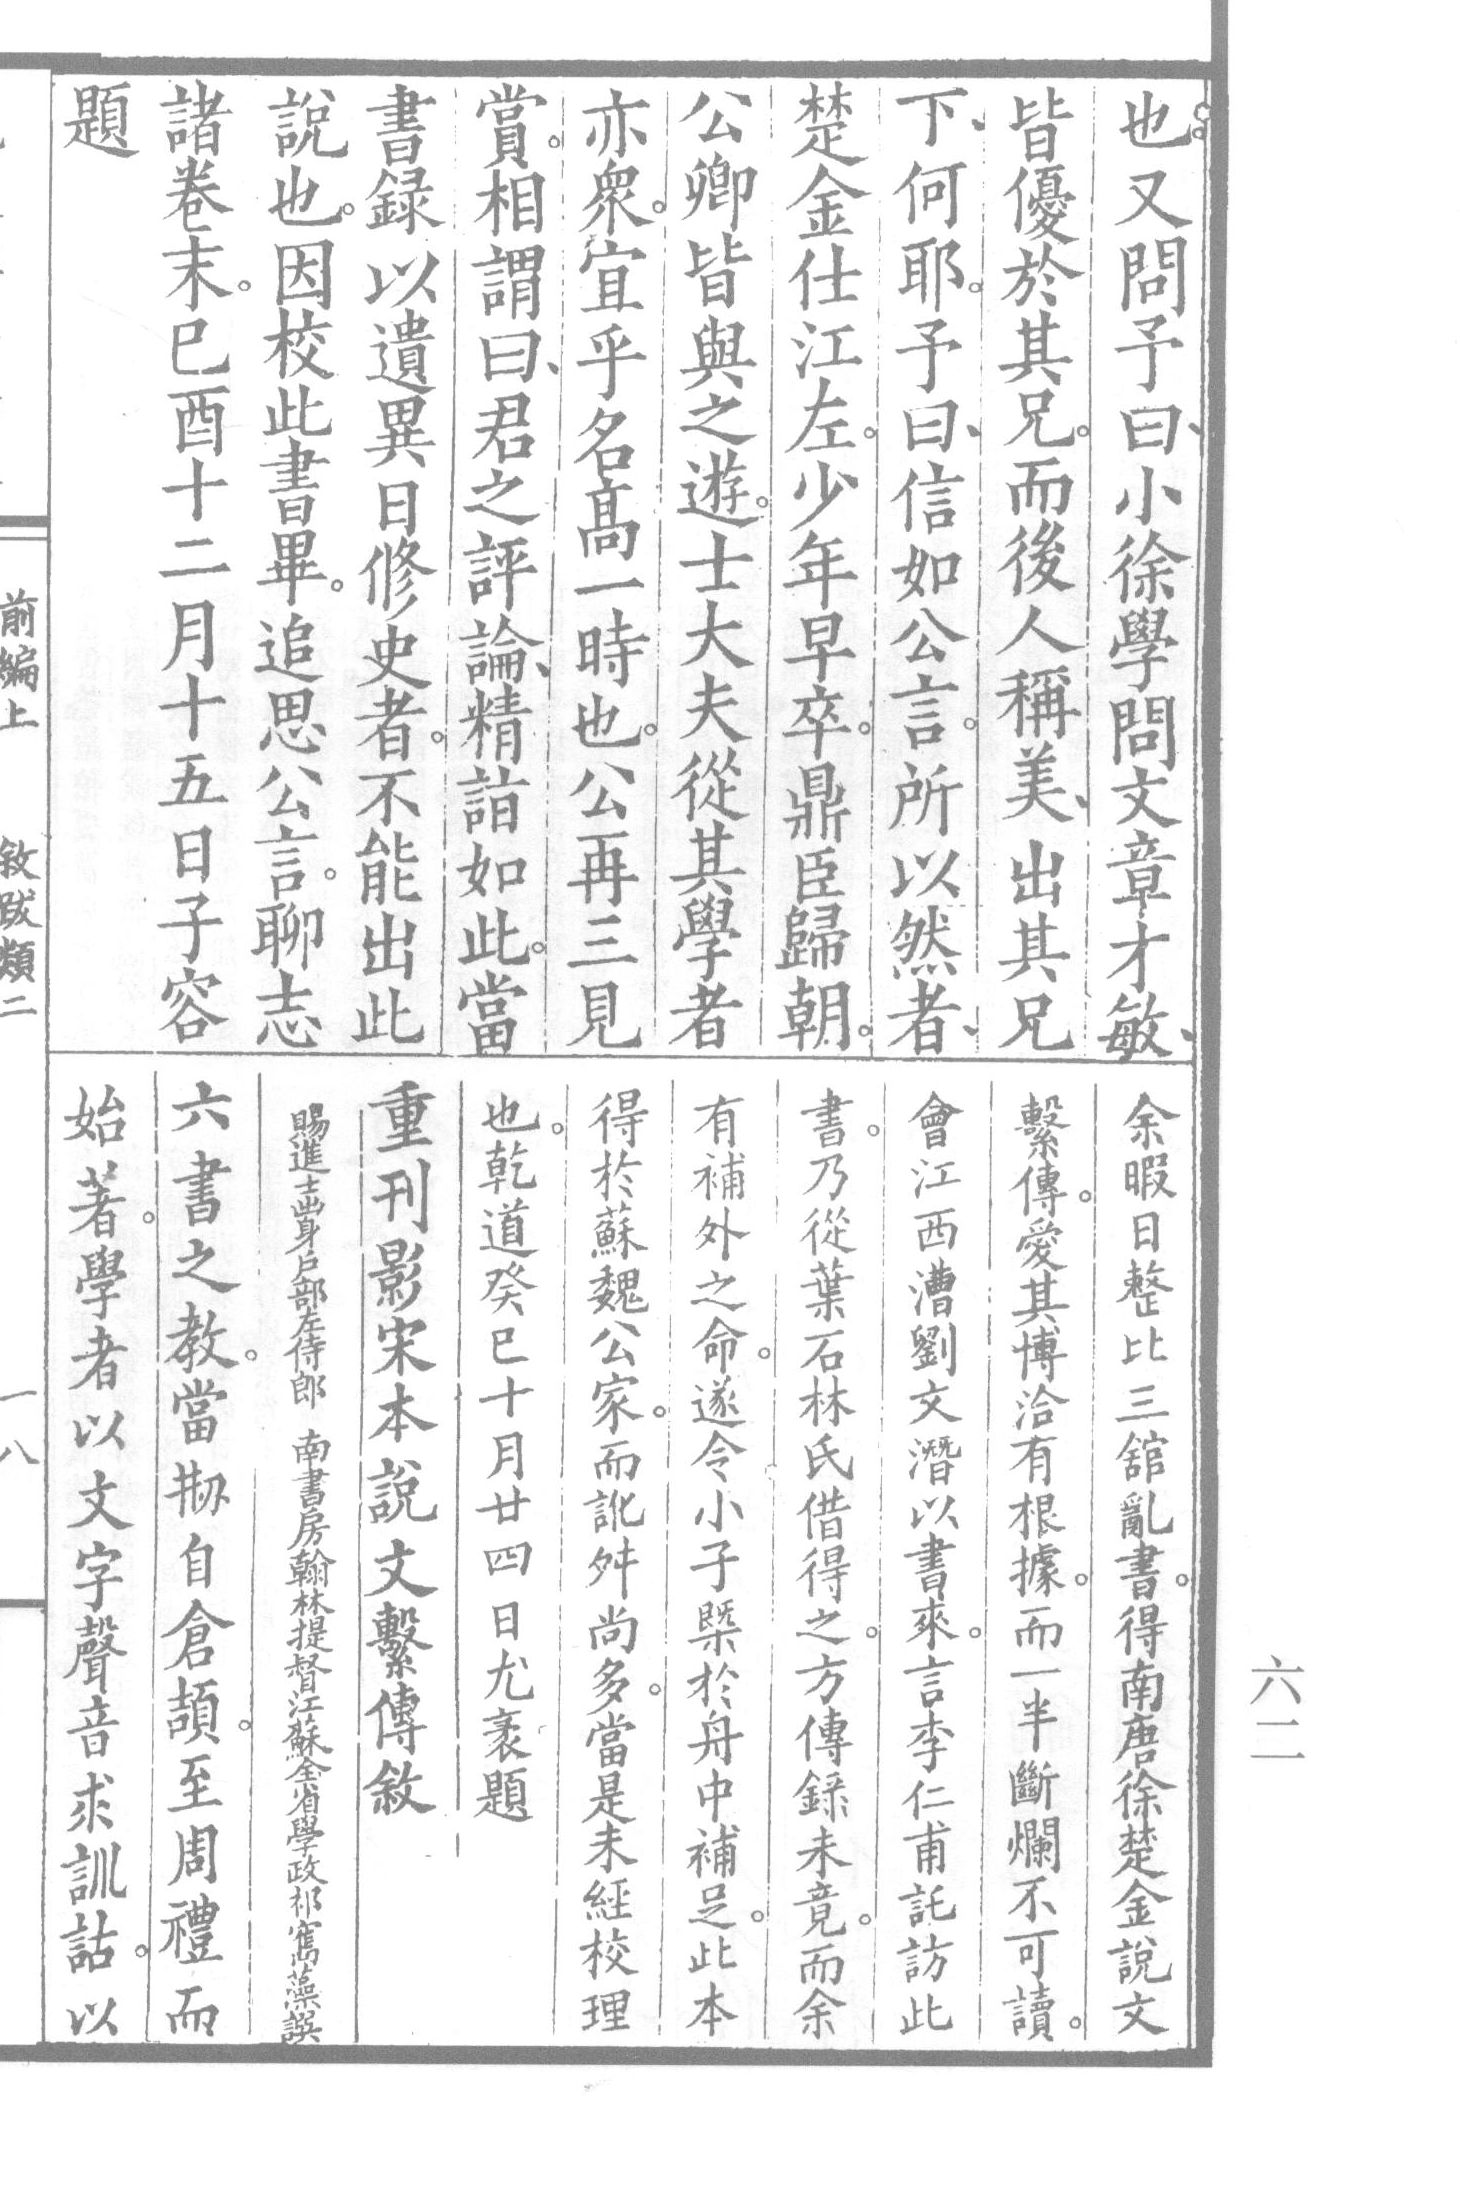 也。又問予曰、小徐學問文章才敏、
皆優於其兄。而後人稱美、出其兄
下、何耶。予曰、信如公言。所以然者、
楚金仕江左。少年早卒。鼎臣歸朝。
公卿皆與之遊。士大夫從其學者
亦衆。宜乎名高一時也。公再三見
賞。相謂曰、君之評論、精詣如此。當
書録以遺異日修史者。不能出此
說也。因校此書畢。追思公言。聊志
諸巻末。巳酉十二月十五日子容
題
余暇日整比三舘亂書。得南唐徐楚金說文
繫傳。愛其博洽有根據。而一半斷爛不可讀。
會江西漕劉文潛以書來。言李仁甫託訪此
書。乃從葉石林氏借得之。方傳録未竟。而余
有補外之命。遂令小子槩於舟中補足。此本
得於蘇魏公家。而訛舛尚多。當是未經校理
也。乾道癸巳十月廿四日尤袤題
重刊影宋本說文繫傳敘
賜進士出身戶部左侍郎　南書房翰林提督江蘇全省學政祁寯藻譔
六書之教。當刱自倉頡。至周禮而
始著。學者以文字聲音求訓詁。以
前編上　敘跋類二　一八
六二